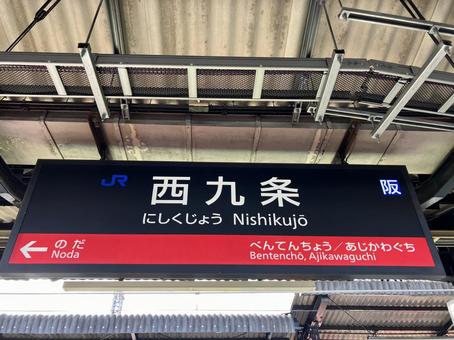 JR 西九条 阪
にしくじょう Nishikujō
← のだ べんてんちょう／あじかわぐち
Noda Bentenchō, Ajikawaguchi